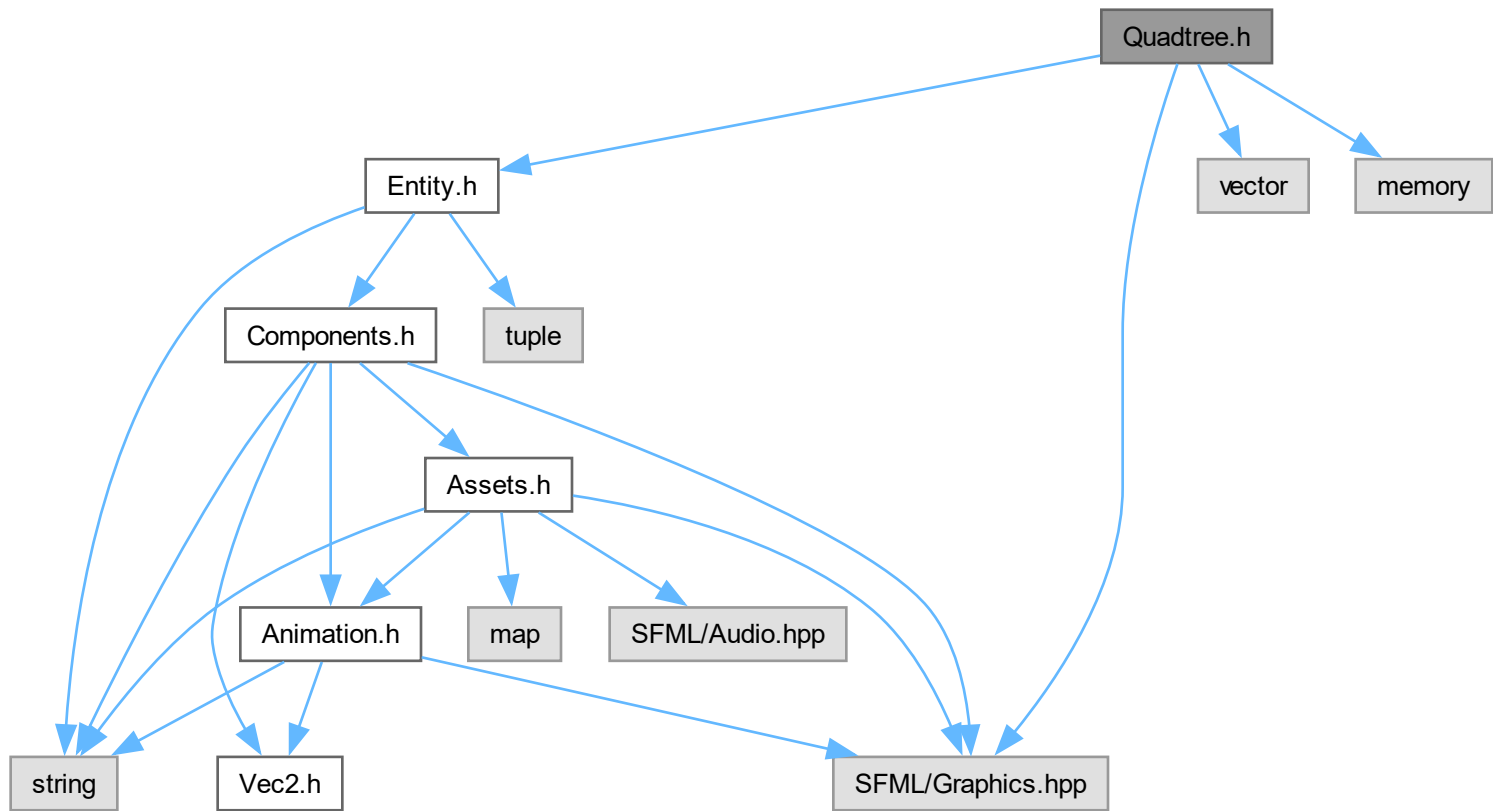 Quadtree.h
Entity.h
vector
memory
Components.h
tuple
Assets.h
Animation.h
map
SFML/Audio.hpp
string
Vec2.h
SFML/Graphics.hpp